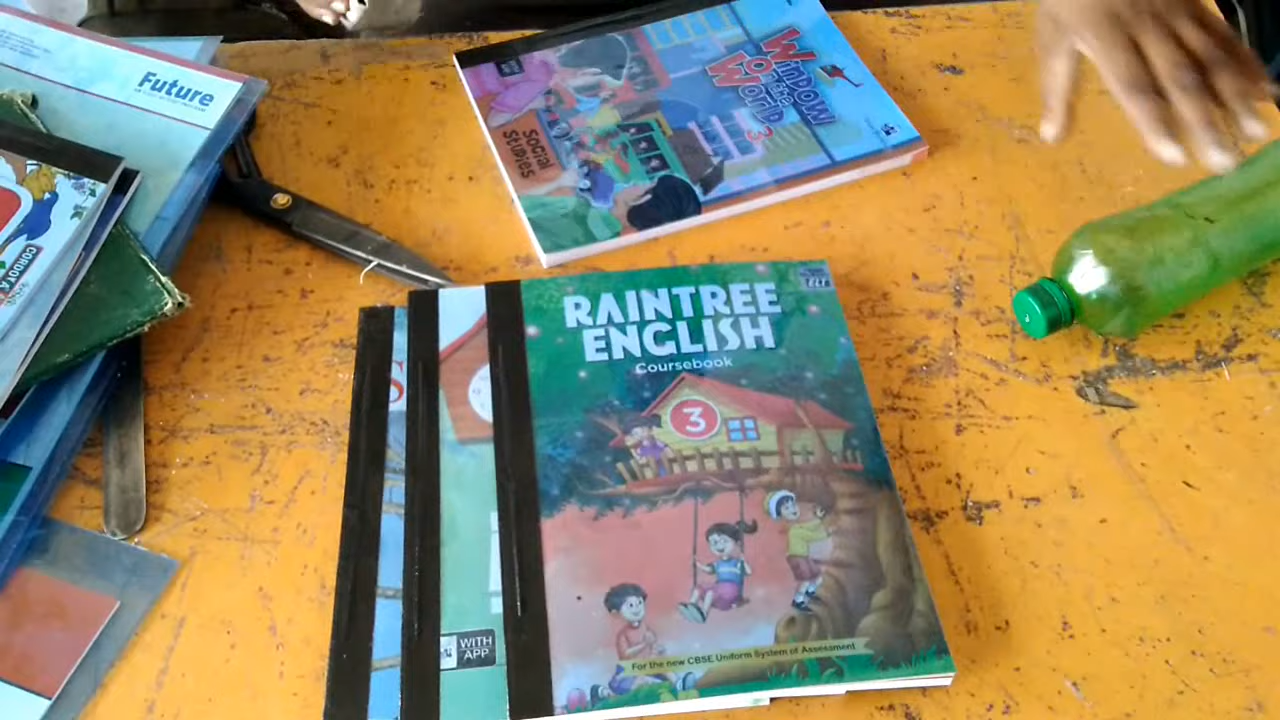 Future
CORDOVA
WINDOW
TO THE
WORLD
3
Social
Studies
RAINTREE
ENGLISH
Coursebook
3
WITH
APP
For the new CBSE Uniform System of Assessment